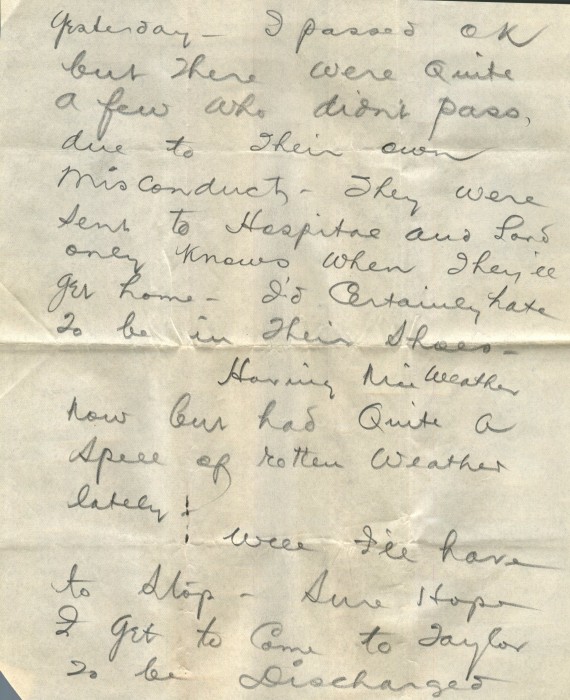 Yesterday - I passed OK
but There were Quite
a few who didn't pass,
due to Their own
Misconduct - They were
Sent to Hospital and Lord
only knows when They'll
get home - I'd Certainly hate
To be in Their Shoes -
Having Nice Weather
Now but had Quite a
Spell of rotten Weather
lately!
Well I'll have
to Stop - Sure Hope
I Get to Come to Taylor
To be Discharged